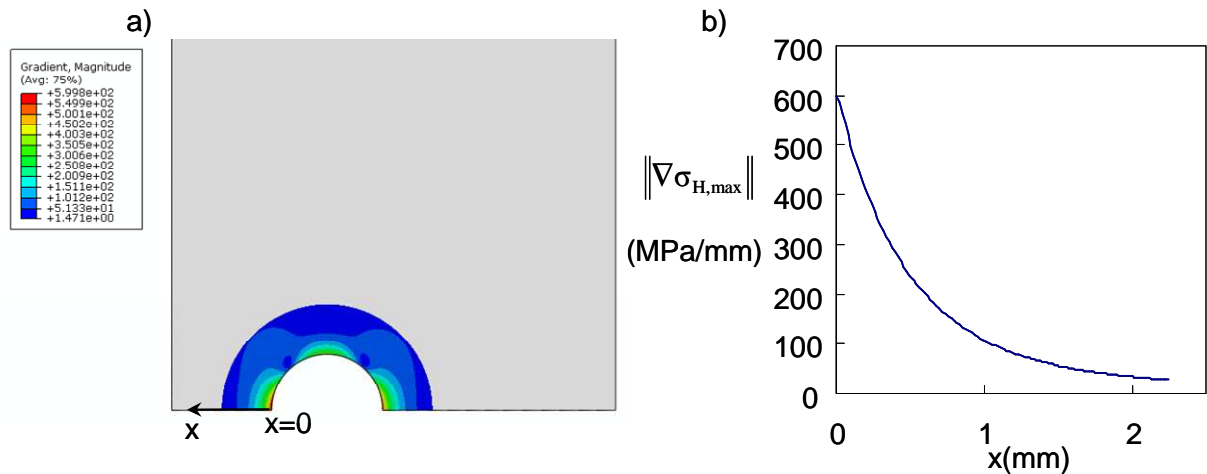 a)
Gradient, Magnitude
(Avg: 75%)
+5.998e+02
+5.499e+02
+5.001e+02
+4.502e+02
+4.003e+02
+3.505e+02
+3.006e+02
+2.508e+02
+2.009e+02
+1.511e+02
+1.012e+02
+5.133e+01
+1.471e+00
x
x=0
b)
‖∇σH,max‖
(MPa/mm)
700
600
500
400
300
200
100
0
0 1 2
x(mm)